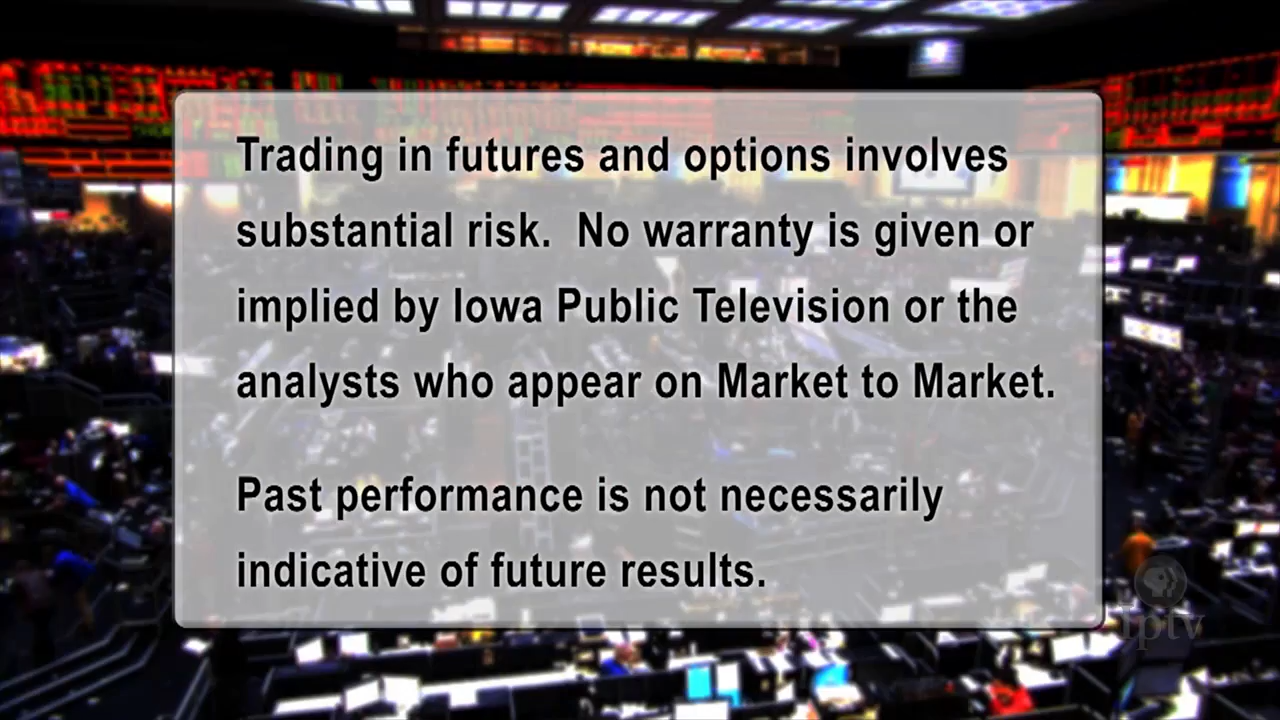 Trading in futures and options involves
substantial risk.  No warranty is given or
implied by Iowa Public Television or the
analysts who appear on Market to Market.
Past performance is not necessarily
indicative of future results.
iptv